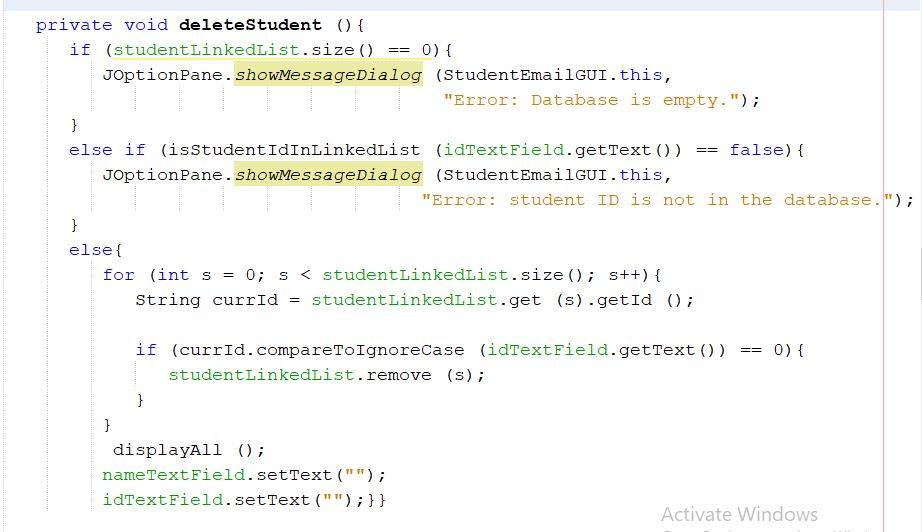 private void deleteStudent (){
if (studentLinkedList.size() == 0){
JOptionPane.showMessageDialog (StudentEmailGUI.this,
"Error: Database is empty.");
}
else if (isStudentIdInLinkedList (idTextField.getText()) == false){
JOptionPane.showMessageDialog (StudentEmailGUI.this,
"Error: student ID is not in the database.");
}
else{
for (int s = 0; s < studentLinkedList.size(); s++){
String currId = studentLinkedList.get (s).getId ();
if (currId.compareToIgnoreCase (idTextField.getText()) == 0){
studentLinkedList.remove (s);
}
}
displayAll ();
nameTextField.setText("");
idTextField.setText("");}}
Activate Windows